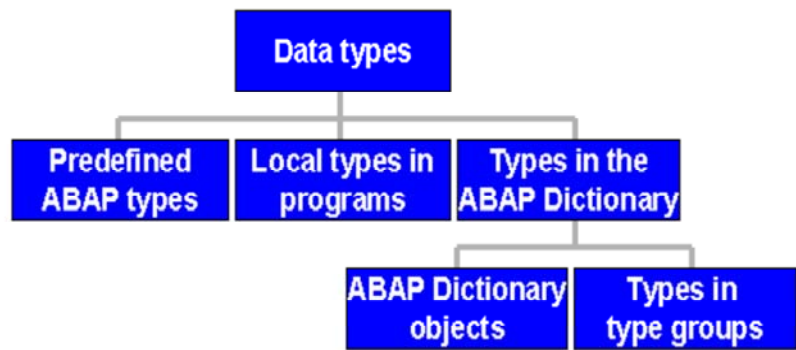 Data types
Predefined
ABAP types
Local types in
programs
Types in the
ABAP Dictionary
ABAP Dictionary
objects
Types in
type groups